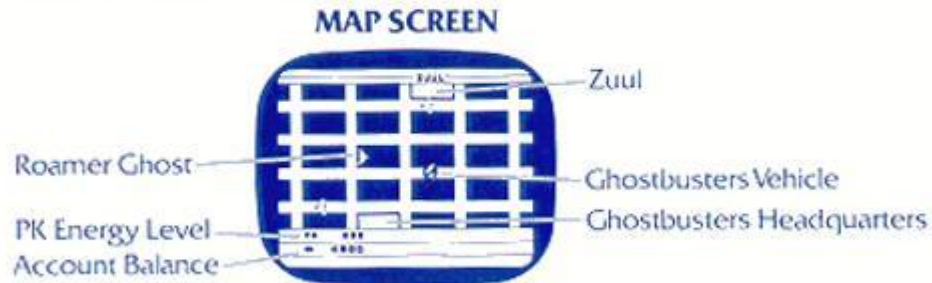 MAP SCREEN
Zuul
Roamer Ghost
Ghostbusters Vehicle
PK Energy Level
Ghostbusters Headquarters
Account Balance